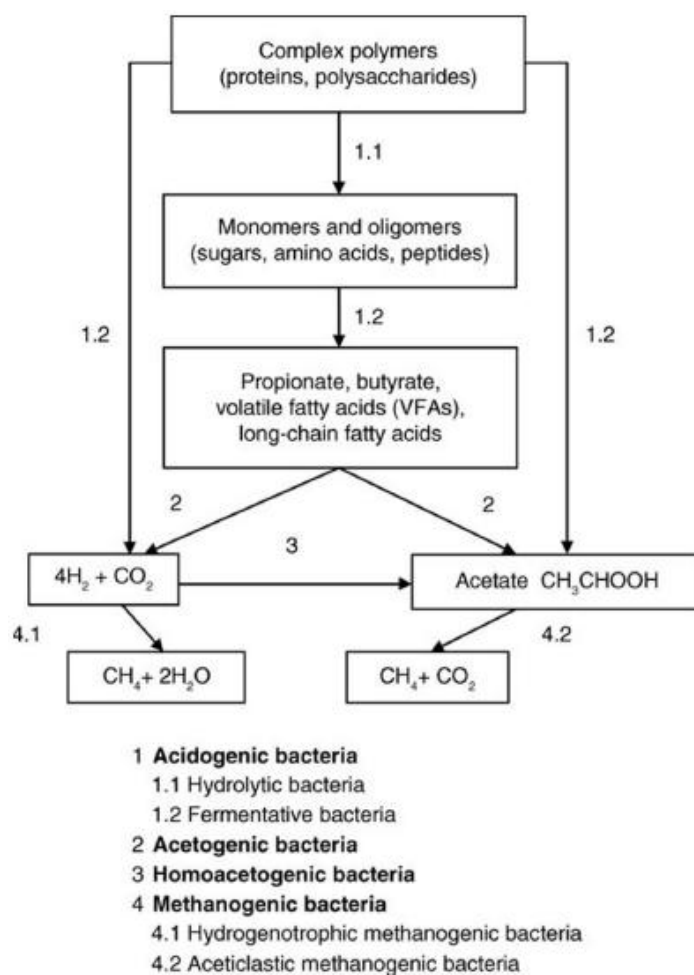 Complex polymers
(proteins, polysaccharides)
1.1
Monomers and oligomers
(sugars, amino acids, peptides)
1.2
1.2
1.2
Propionate, butyrate,
volatile fatty acids (VFAs),
long-chain fatty acids
2
2
3
4H₂ + CO₂
Acetate CH₃CHOOH
4.1
4.2
CH₄+ 2H₂O
CH₄+ CO₂
1 Acidogenic bacteria
1.1 Hydrolytic bacteria
1.2 Fermentative bacteria
2 Acetogenic bacteria
3 Homoacetogenic bacteria
4 Methanogenic bacteria
4.1 Hydrogenotrophic methanogenic bacteria
4.2 Aceticlastic methanogenic bacteria